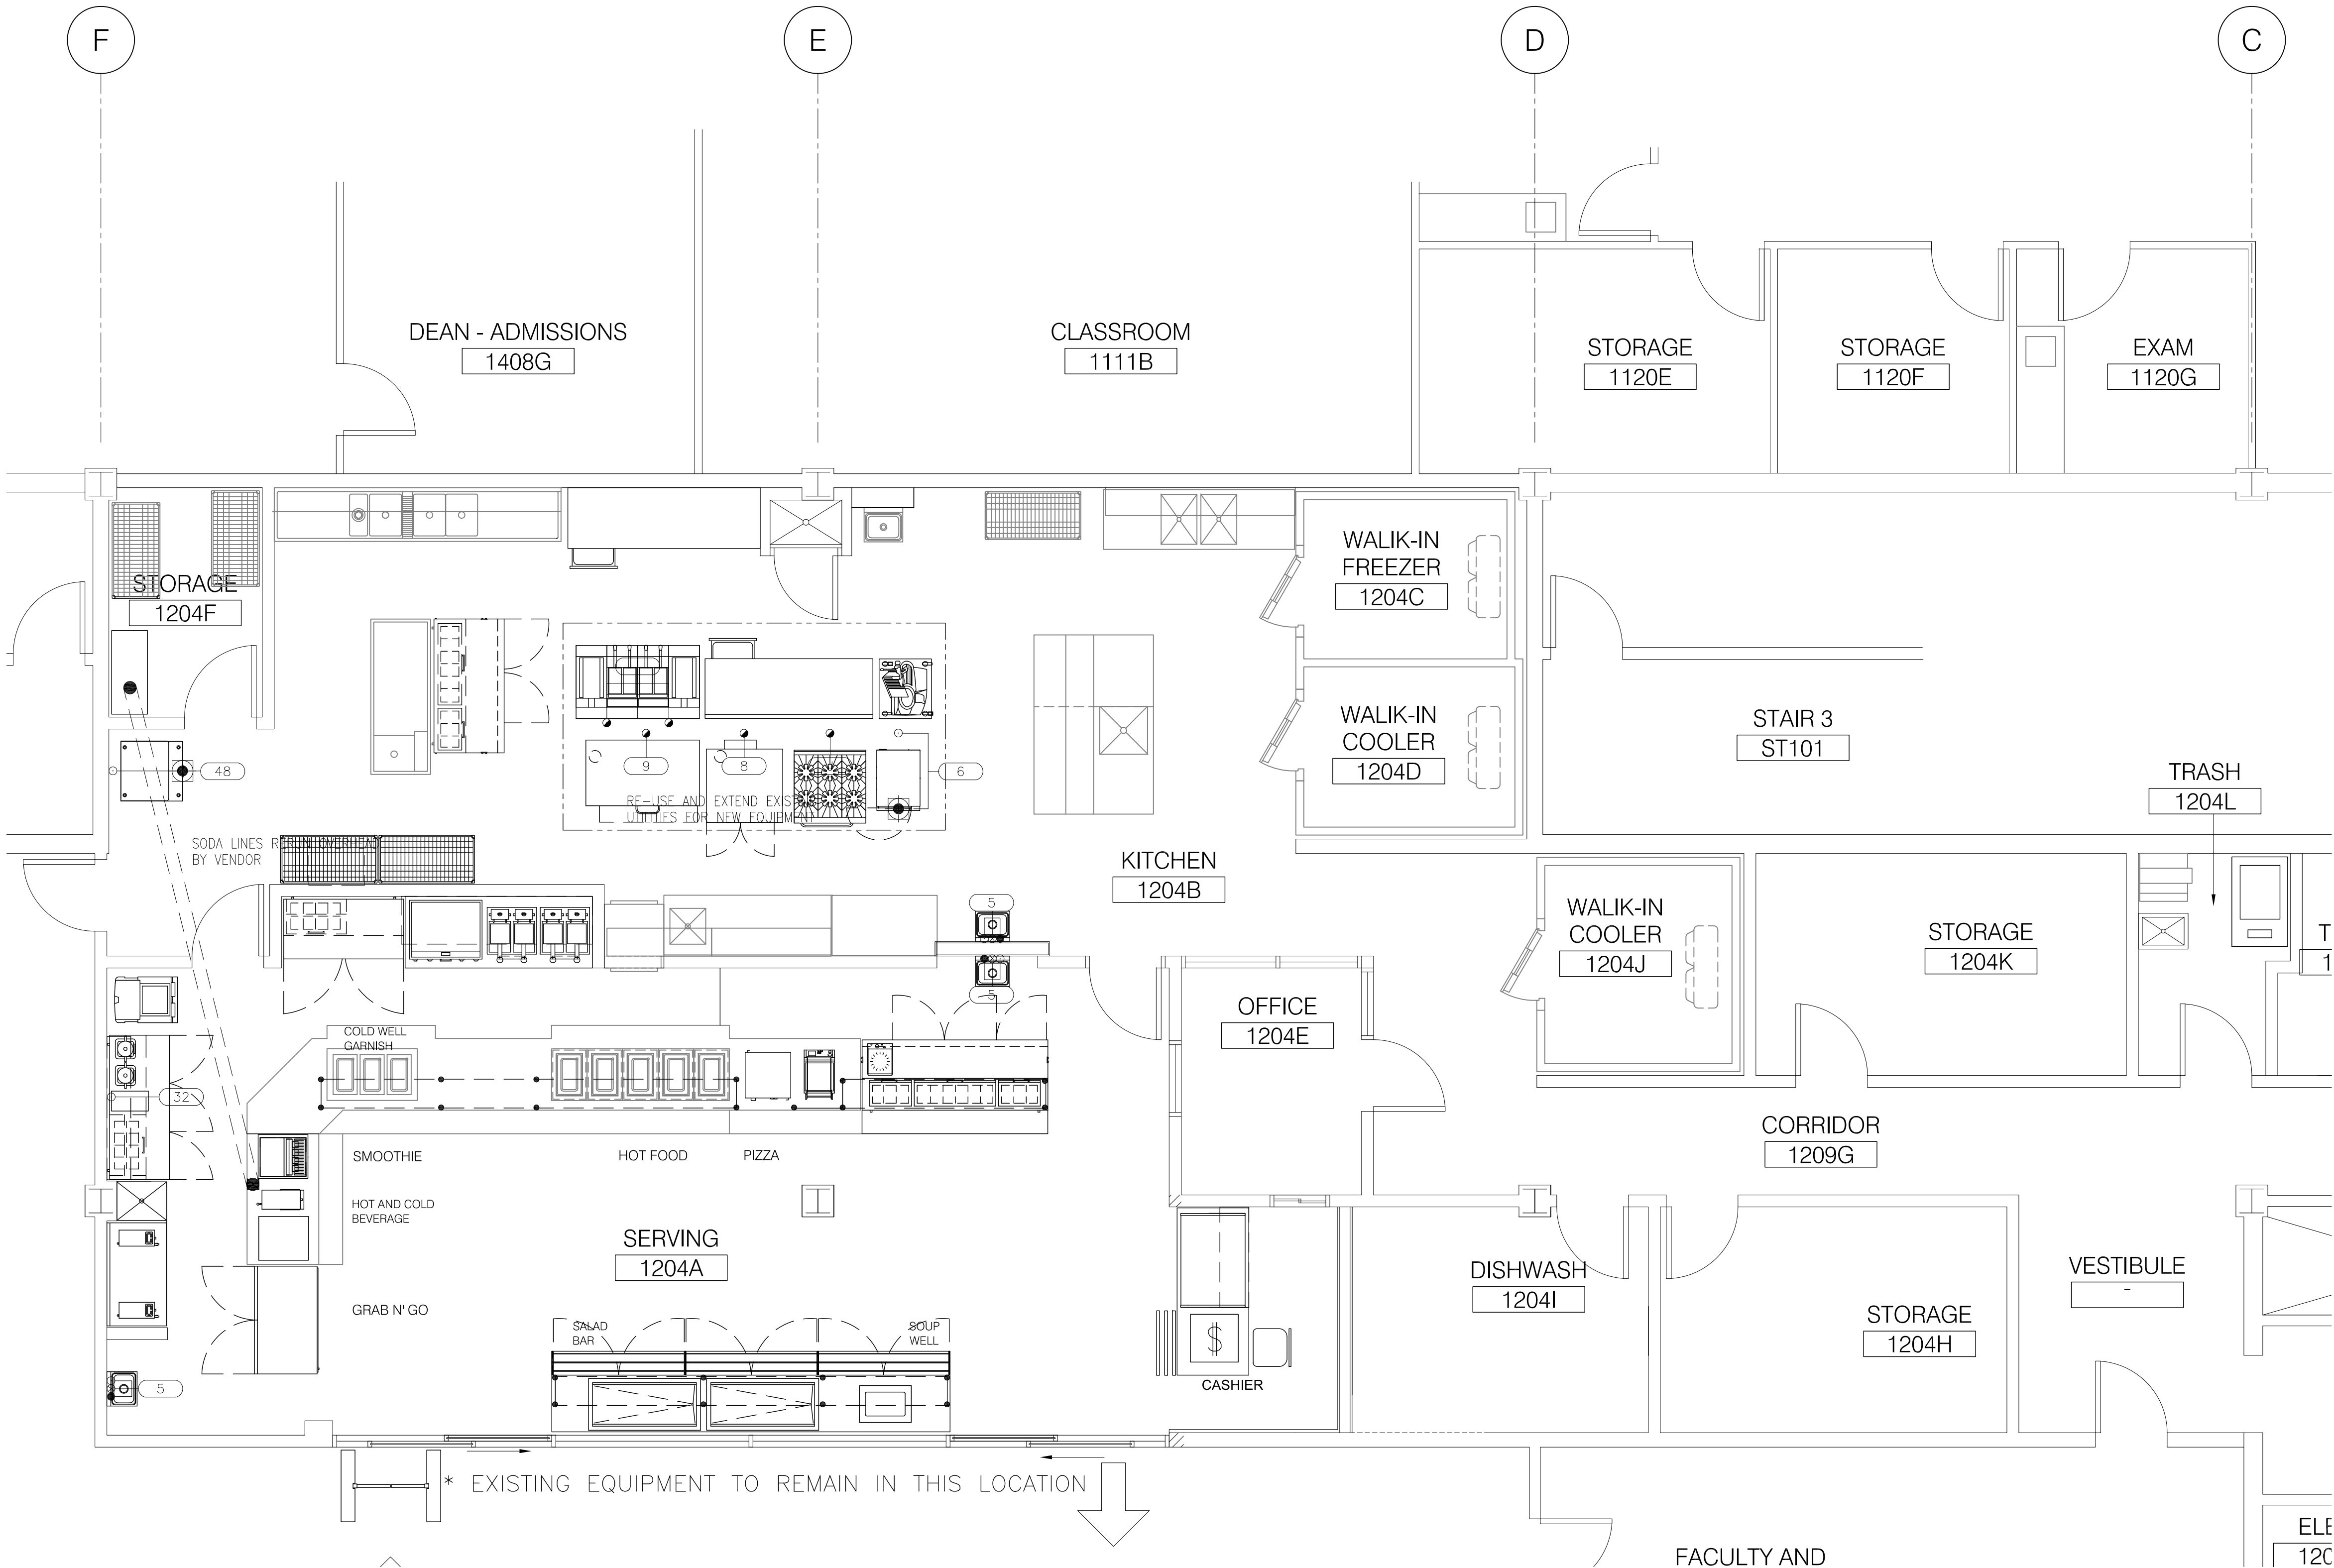 F
E
D
C
DEAN - ADMISSIONS
1408G
CLASSROOM
1111B
STORAGE
1120E
STORAGE
1120F
EXAM
1120G
STORAGE
1204F
WALIK-IN
FREEZER
1204C
WALIK-IN
COOLER
1204D
STAIR 3
ST101
TRASH
1204L
48
9
8
6
RE-USE AND EXTEND EXIST
UTILITIES FOR NEW EQUIPMENT
SODA LINES RERUN OVERHEAD
BY VENDOR
KITCHEN
1204B
5
5
WALIK-IN
COOLER
1204J
STORAGE
1204K
T
1
OFFICE
1204E
COLD WELL
GARNISH
32
CORRIDOR
1209G
SMOOTHIE
HOT FOOD
PIZZA
HOT AND COLD
BEVERAGE
SERVING
1204A
GRAB N' GO
SALAD
BAR
SOUP
WELL
$
CASHIER
DISHWASH
1204I
STORAGE
1204H
VESTIBULE
-
5
* EXISTING EQUIPMENT TO REMAIN IN THIS LOCATION
FACULTY AND
ELE
120